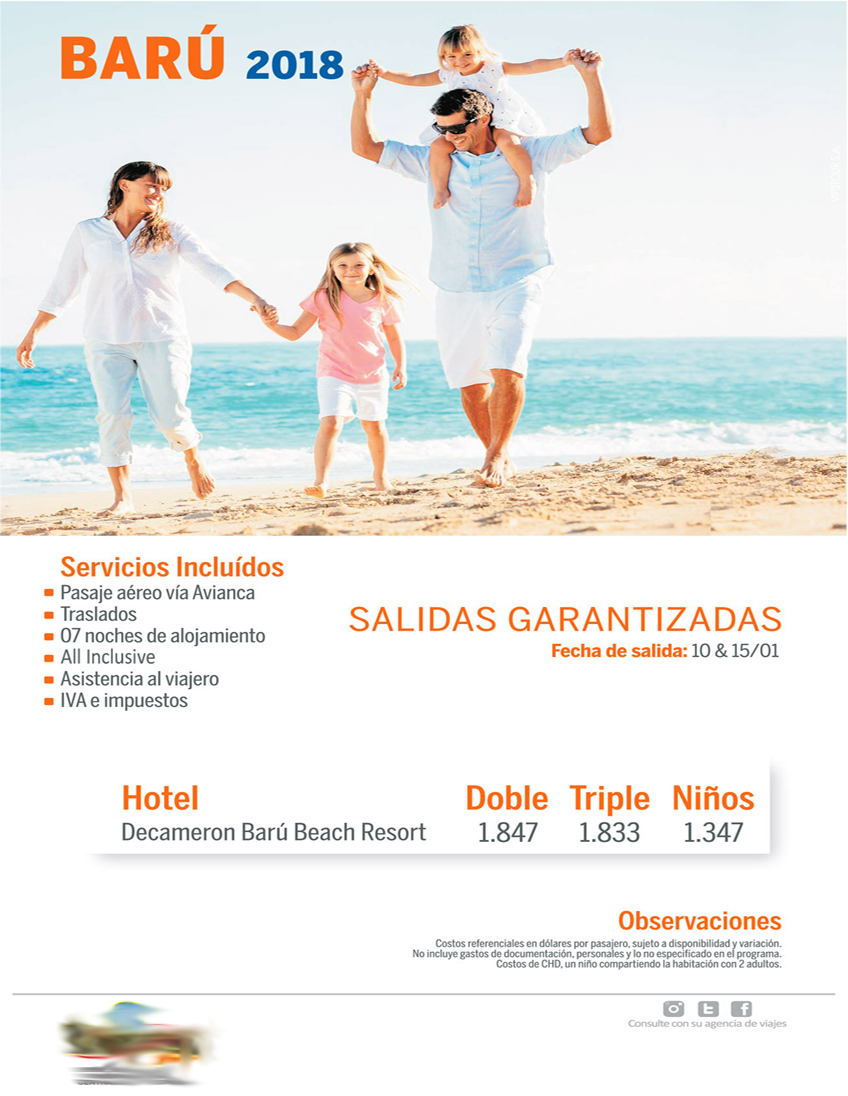 BARÚ 2018
Servicios Incluídos
Pasaje aéreo vía Avianca
Traslados
07 noches de alojamiento
All Inclusive
Asistencia al viajero
IVA e impuestos
SALIDAS GARANTIZADAS
Fecha de salida: 10 & 15/01
Hotel Doble Triple Niños
Decameron Barú Beach Resort 1.847 1.833 1.347
Observaciones
Costos referenciales en dólares por pasajero, sujeto a disponibilidad y variación.
No incluye gastos de documentación, personales y lo no especificado en el programa.
Costos de CHD, un niño compartiendo la habitación con 2 adultos.
Consulte con su agencia de viajes